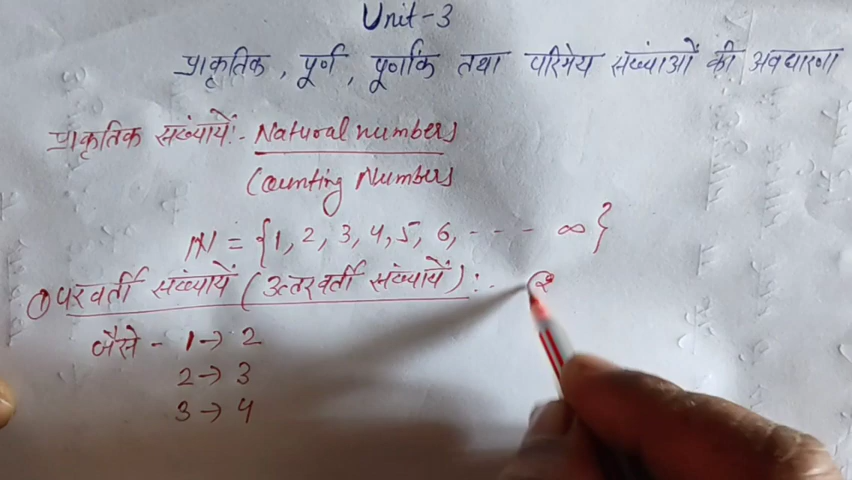 Unit-3
प्राकृतिक, पूर्ण, पूर्णांक तथा परिमेय संख्याओं की अवधारणा
प्राकृतिक संख्यायें:- Natural numbers
Counting Numbers
N = {1, 2, 3, 4, 5, 6, - - - ∞}
① परवर्ती संख्यायें (उत्तरवर्ती संख्यायें) :-
जैसे - 1 → 2
2 → 3
3 → 4